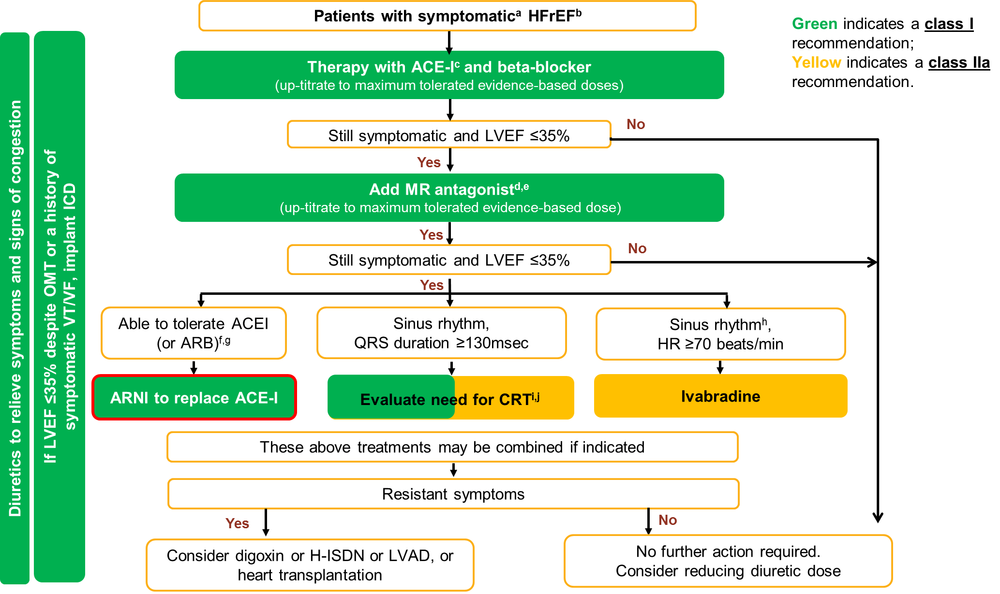 Patients with symptomaticᵃ HFrEFᵇ
Green indicates a class I
recommendation;
Yellow indicates a class IIa
recommendation.
Diuretics to relieve symptoms and signs of congestion
If LVEF ≤35% despite OMT or a history of
symptomatic VT/VF, implant ICD
Therapy with ACE-Iᶜ and beta-blocker
(up-titrate to maximum tolerated evidence-based doses)
Still symptomatic and LVEF ≤35%
No
Yes
Add MR antagonistᵈ,ᵉ
(up-titrate to maximum tolerated evidence-based dose)
Yes
Still symptomatic and LVEF ≤35%
No
Yes
Able to tolerate ACEI
(or ARB)ᶠ,ᵍ
Sinus rhythm,
QRS duration ≥130msec
Sinus rhythmʰ,
HR ≥70 beats/min
ARNI to replace ACE-I
Evaluate need for CRTⁱ,ʲ
Ivabradine
These above treatments may be combined if indicated
Resistant symptoms
Yes
No
Consider digoxin or H-ISDN or LVAD, or
heart transplantation
No further action required.
Consider reducing diuretic dose